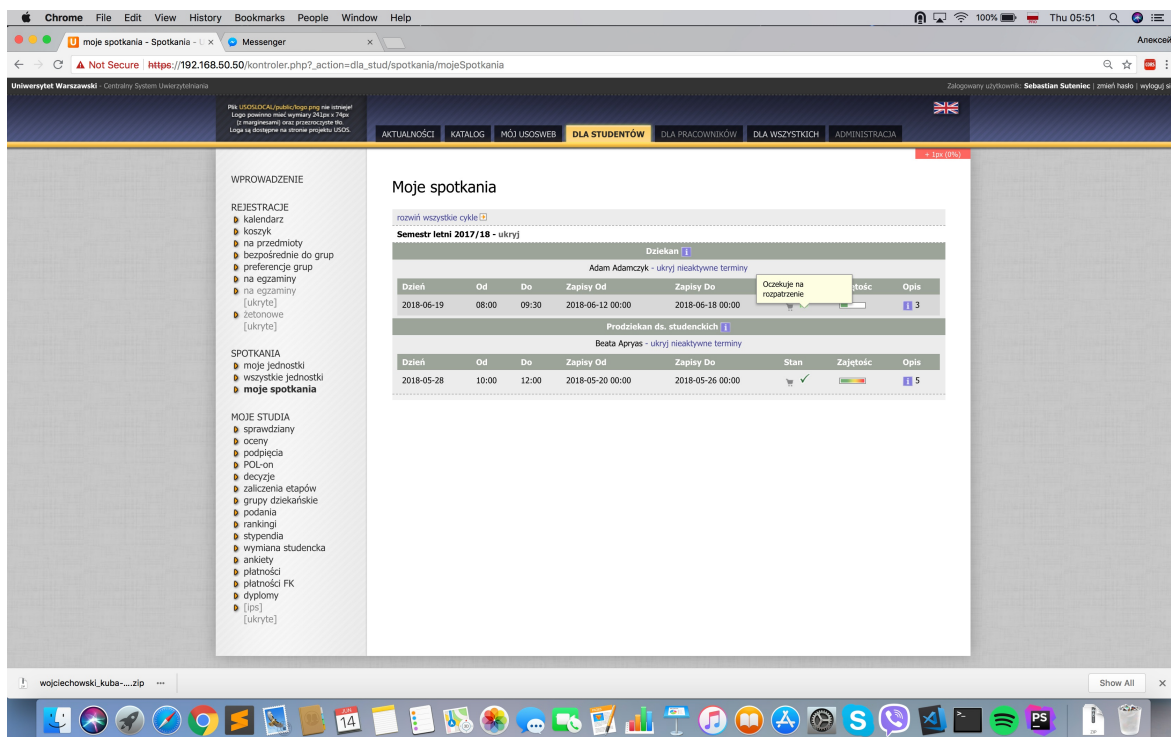 Chrome File Edit View History Bookmarks People Window Help 100% Thu 05:51
moje spotkania - Spotkania - U × Messenger × Алексей
Not Secure https://192.168.50.50/kontroler.php?_action=dla_stud/spotkania/mojeSpotkania
Uniwersytet Warszawski - Centralny System Uwierzytelniania Zalogowany użytkownik: Sebastian Suteniec | zmień hasło | wyloguj si
Plik USOSLOCAL/public/logo.png nie istnieje!
Logo powinno mieć wymiary 241px x 74px
(z marginesami) oraz przezroczyste tło.
Loga są dostępne na stronie projektu USOS.
AKTUALNOŚCI KATALOG MÓJ USOSWEB DLA STUDENTÓW DLA PRACOWNIKÓW DLA WSZYSTKICH ADMINISTRACJA
+ 1px (0%)
WPROWADZENIE
REJESTRACJE
kalendarz
koszyk
na przedmioty
bezpośrednie do grup
preferencje grup
na egzaminy
na egzaminy
[ukryte]
żetonowe
[ukryte]
SPOTKANIA
moje jednostki
wszystkie jednostki
moje spotkania
MOJE STUDIA
sprawdziany
oceny
podpięcia
POL-on
decyzje
zaliczenia etapów
grupy dziekańskie
podania
rankingi
stypendia
wymiana studencka
ankiety
płatności
płatności FK
dyplomy
[ips]
[ukryte]
Moje spotkania
rozwiń wszystkie cykle
Semestr letni 2017/18 - ukryj
Dziekan i
Adam Adamczyk - ukryj nieaktywne terminy
Oczekuje na
rozpatrzenie
Dzień Od Do Zapisy Od Zapisy Do ętośc Opis
2018-06-19 08:00 09:30 2018-06-12 00:00 2018-06-18 00:00 i 3
Prodziekan ds. studenckich i
Beata Apryas - ukryj nieaktywne terminy
Dzień Od Do Zapisy Od Zapisy Do Stan Zajętośc Opis
2018-05-28 10:00 12:00 2018-05-20 00:00 2018-05-26 00:00 i 5
wojciechowski_kuba-....zip Show All
JUN
14
PS